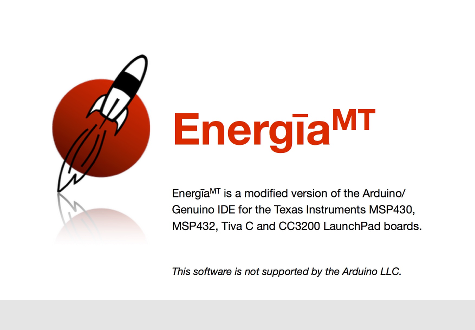 EnergīaMT
EnergīaMT is a modified version of the Arduino/
Genuino IDE for the Texas Instruments MSP430,
MSP432, Tiva C and CC3200 LaunchPad boards.
This software is not supported by the Arduino LLC.